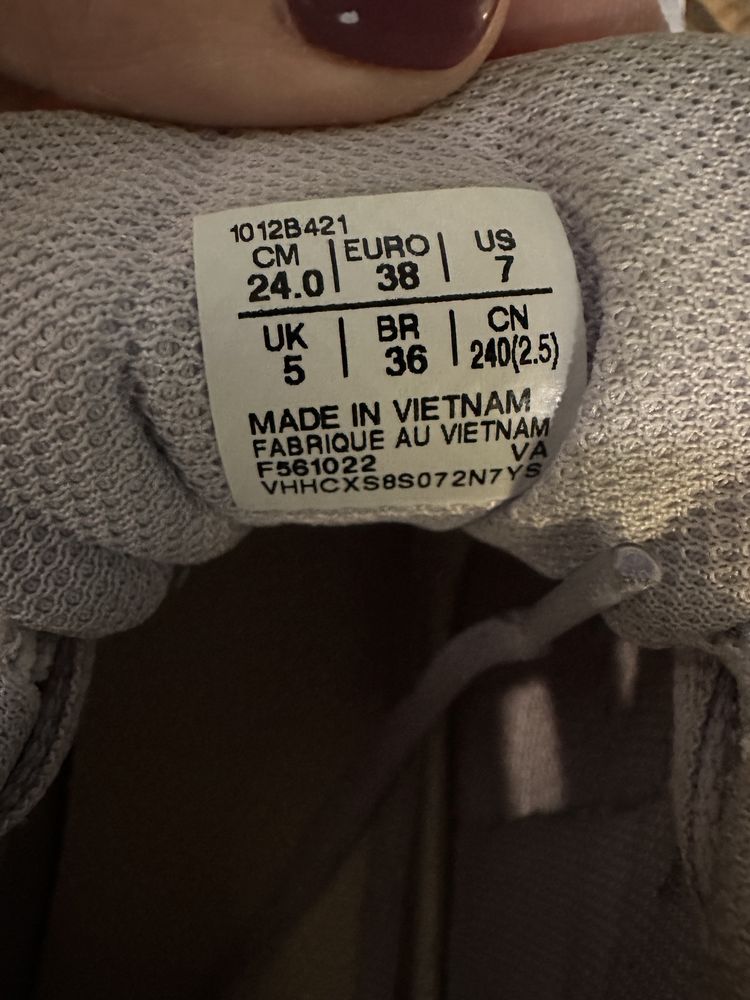 1012B421
CM | EURO | US
24.0 | 38 | 7
UK | BR | CN
5 | 36 | 240(2.5)
MADE IN VIETNAM
FABRIQUE AU VIETNAM
F561022 VA
VHHCXS8S072N7YS